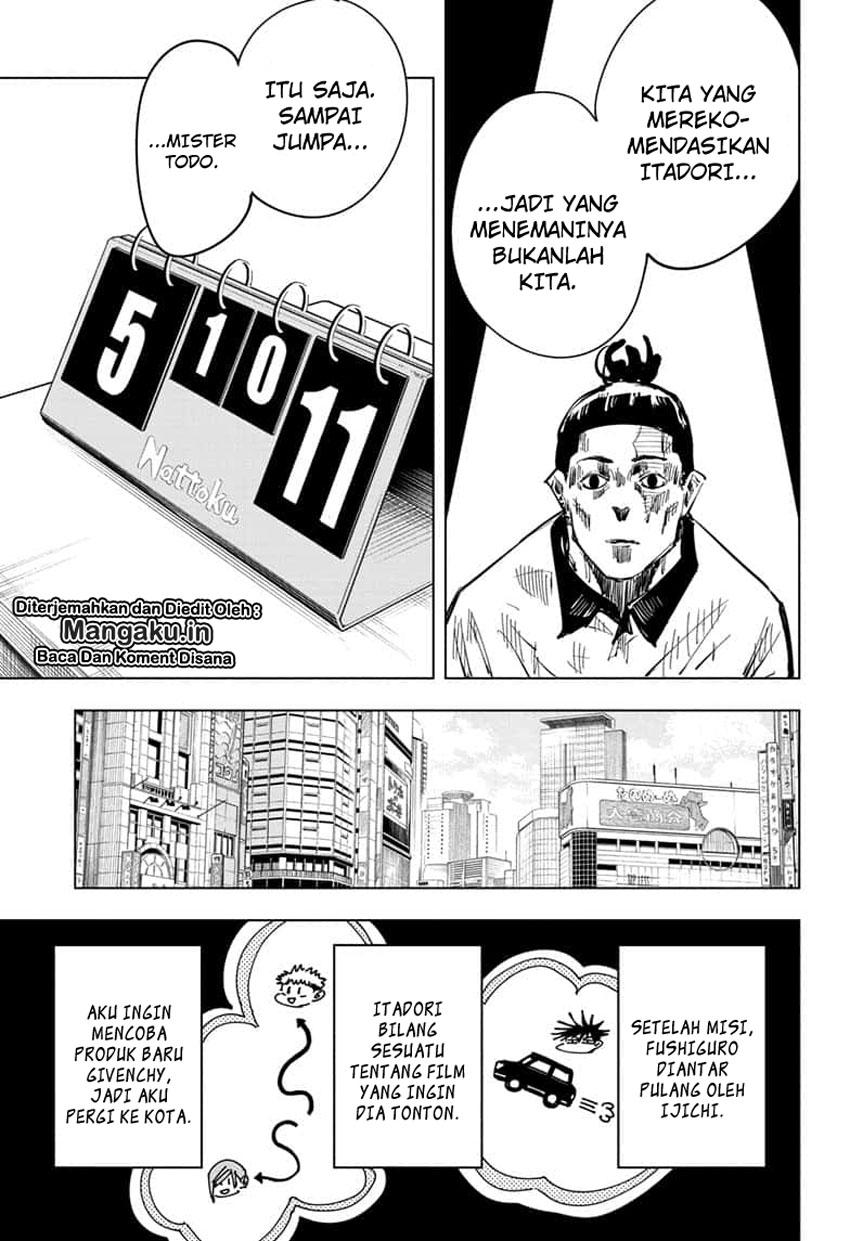 KITA YANG
MEREKO-
MENDASIKAN
ITADORI...
...JADI YANG
MENEMANINYA
BUKANLAH
KITA.
ITU SAJA.
SAMPAI
JUMPA...
...MISTER
TODO.
5 10 11
Nattoku
Diterjemahkan dan Diedit Oleh :
Mangaku.in
Baca Dan Koment Disana
SETELAH MISI,
FUSHIGURO
DIANTAR
PULANG OLEH
IJICHI.
ITADORI
BILANG
SESUATU
TENTANG FILM
YANG INGIN
DIA TONTON.
AKU INGIN
MENCOBA
PRODUK BARU
GIVENCHY,
JADI AKU
PERGI KE KOTA.